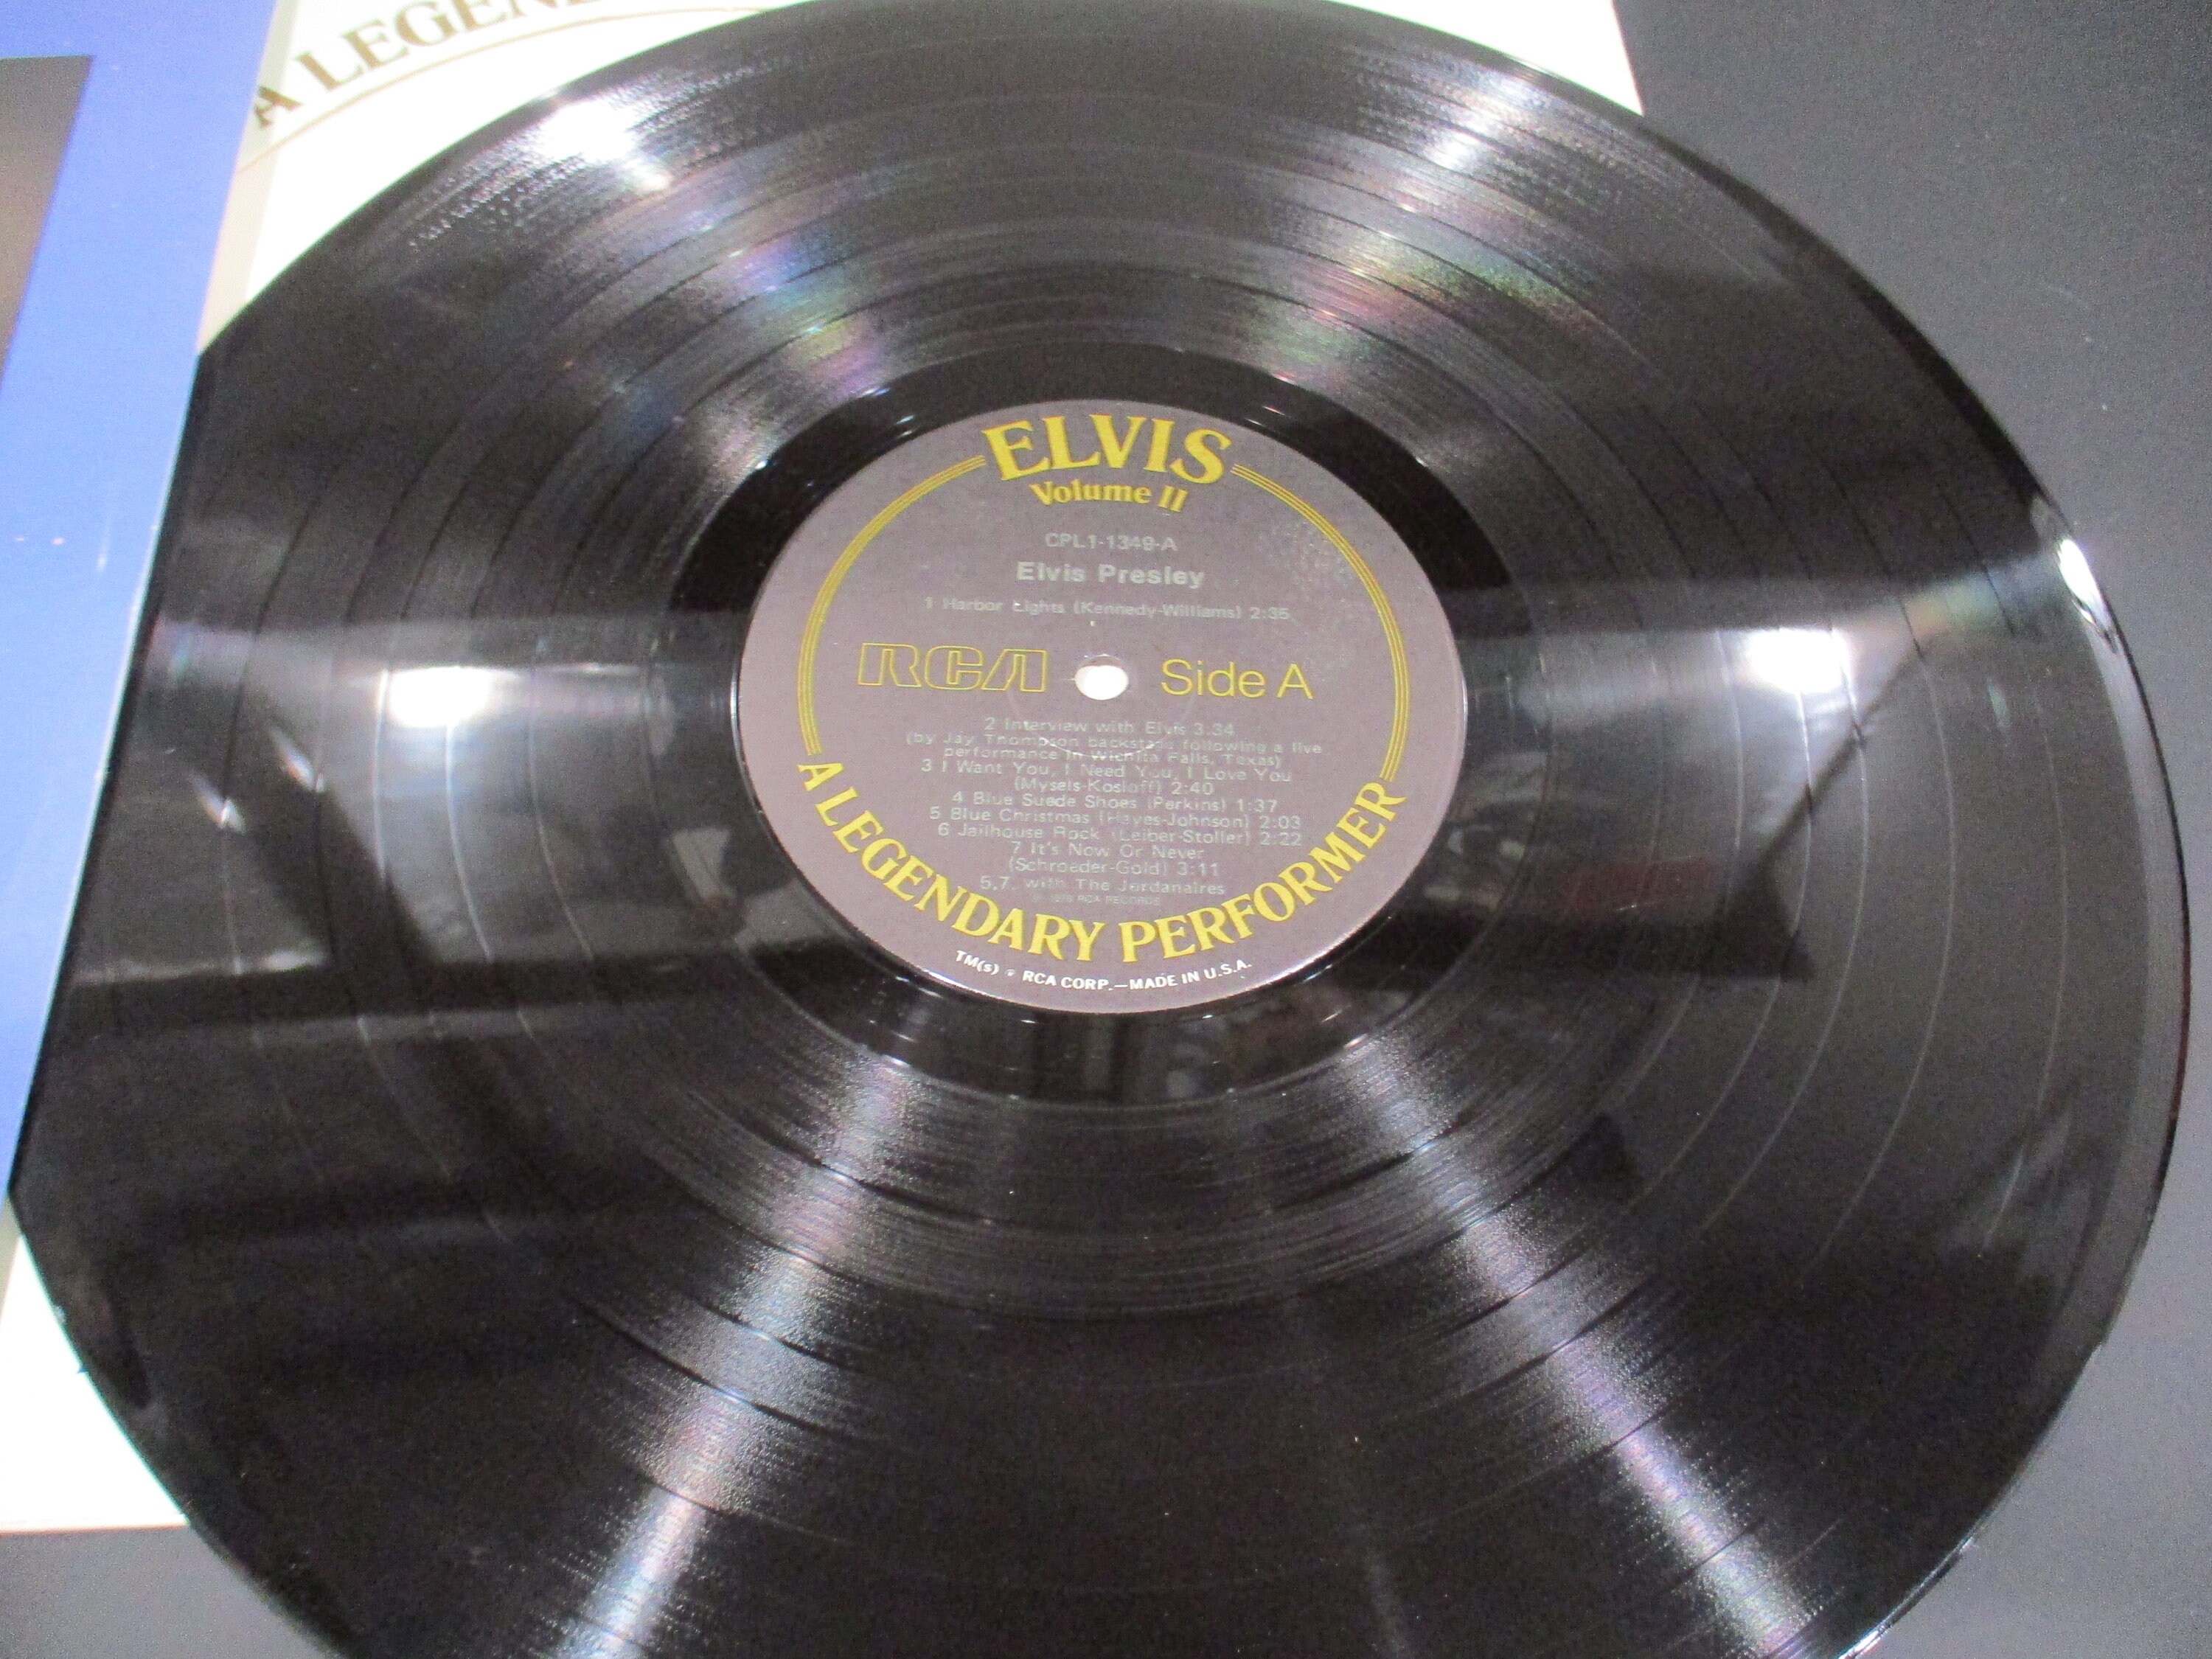 A LEGEN
ELVIS
Volume II
CPL1-1349-A
Elvis Presley
1 Harbor Lights (Kennedy-Williams) 2:35
RCA Side A
2 Interview with Elvis 3:34
(by Jay Thompson backstage following a live
performance in Wichita Falls, Texas)
3 I Want You, I Need You, I Love You
(Mysels-Kosloff) 2:40
4 Blue Suede Shoes (Perkins) 1:37
5 Blue Christmas (Hayes-Johnson) 2:03
6 Jailhouse Rock (Leiber-Stoller) 2:22
7 It's Now Or Never
(Schroeder-Gold) 3:11
5,7, with The Jordanaires
RCA RECORDS
A LEGENDARY PERFORMER
TM(s) ® RCA CORP.—MADE IN U.S.A.